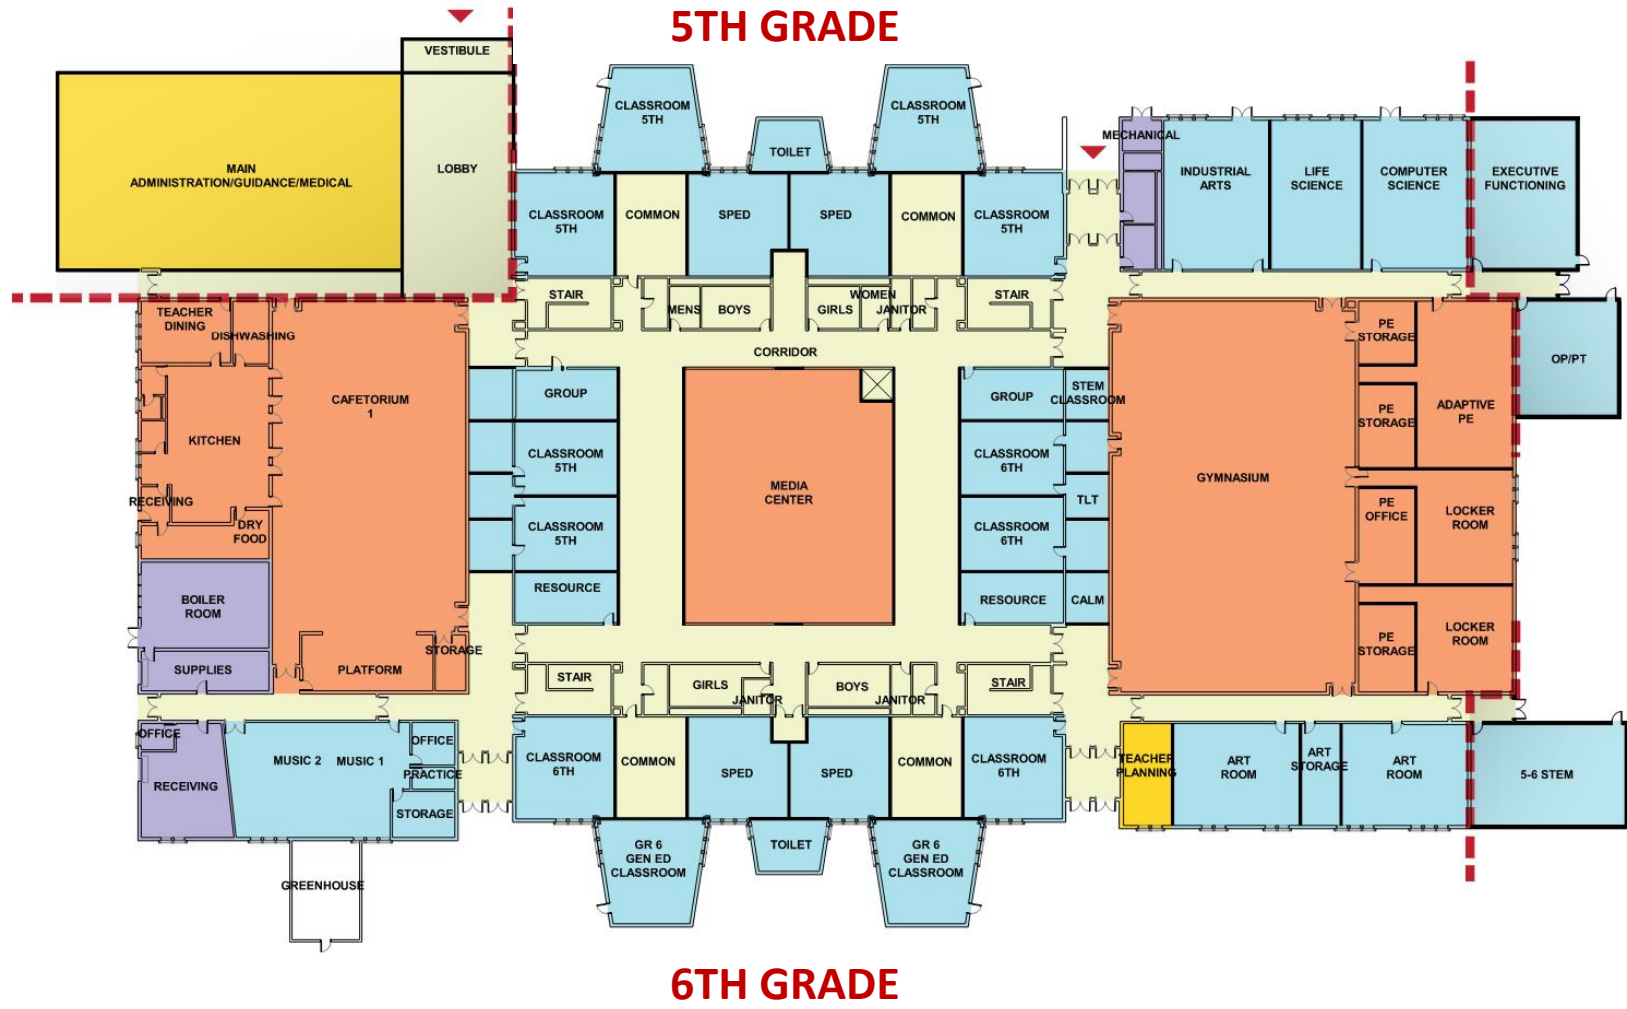 5TH GRADE
VESTIBULE
MAIN
ADMINISTRATION/GUIDANCE/MEDICAL
LOBBY
CLASSROOM
5TH
TOILET
CLASSROOM
5TH
MECHANICAL
INDUSTRIAL
ARTS
LIFE
SCIENCE
COMPUTER
SCIENCE
EXECUTIVE
FUNCTIONING
CLASSROOM
5TH
COMMON
SPED
SPED
COMMON
CLASSROOM
5TH
STAIR
MENS
BOYS
GIRLS
WOMEN
JANITOR
STAIR
TEACHER
DINING
DISHWASHING
CORRIDOR
PE
STORAGE
OP/PT
CAFETORIUM
1
GROUP
GROUP
STEM
CLASSROOM
PE
STORAGE
ADAPTIVE
PE
KITCHEN
CLASSROOM
5TH
MEDIA
CENTER
CLASSROOM
6TH
GYMNASIUM
RECEIVING
TLT
PE
OFFICE
LOCKER
ROOM
DRY
FOOD
CLASSROOM
5TH
CLASSROOM
6TH
BOILER
ROOM
RESOURCE
RESOURCE
CALM
LOCKER
ROOM
PE
STORAGE
SUPPLIES
PLATFORM
STORAGE
STAIR
GIRLS
JANITOR
BOYS
JANITOR
STAIR
OFFICE
RECEIVING
MUSIC 2
MUSIC 1
OFFICE
PRACTICE
STORAGE
CLASSROOM
6TH
COMMON
SPED
SPED
COMMON
CLASSROOM
6TH
TEACHER
PLANNING
ART
ROOM
ART
STORAGE
ART
ROOM
5-6 STEM
GR 6
GEN ED
CLASSROOM
TOILET
GR 6
GEN ED
CLASSROOM
GREENHOUSE
6TH GRADE